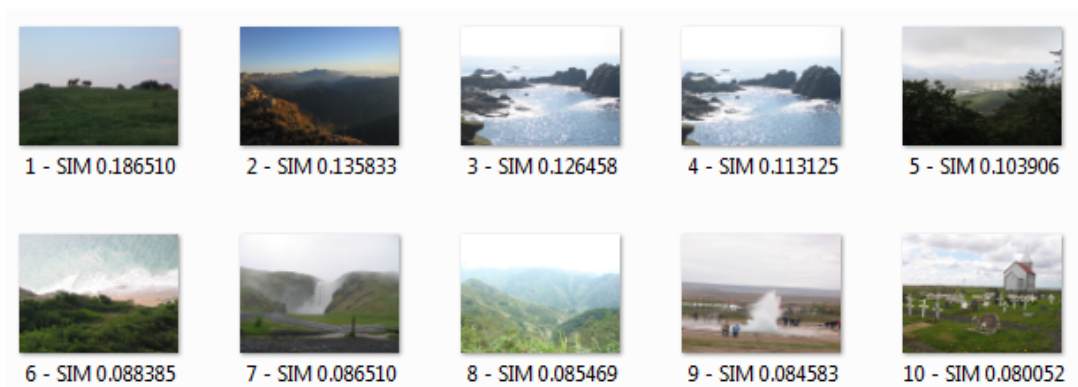 1 - SIM 0.186510
2 - SIM 0.135833
3 - SIM 0.126458
4 - SIM 0.113125
5 - SIM 0.103906
6 - SIM 0.088385
7 - SIM 0.086510
8 - SIM 0.085469
9 - SIM 0.084583
10 - SIM 0.080052